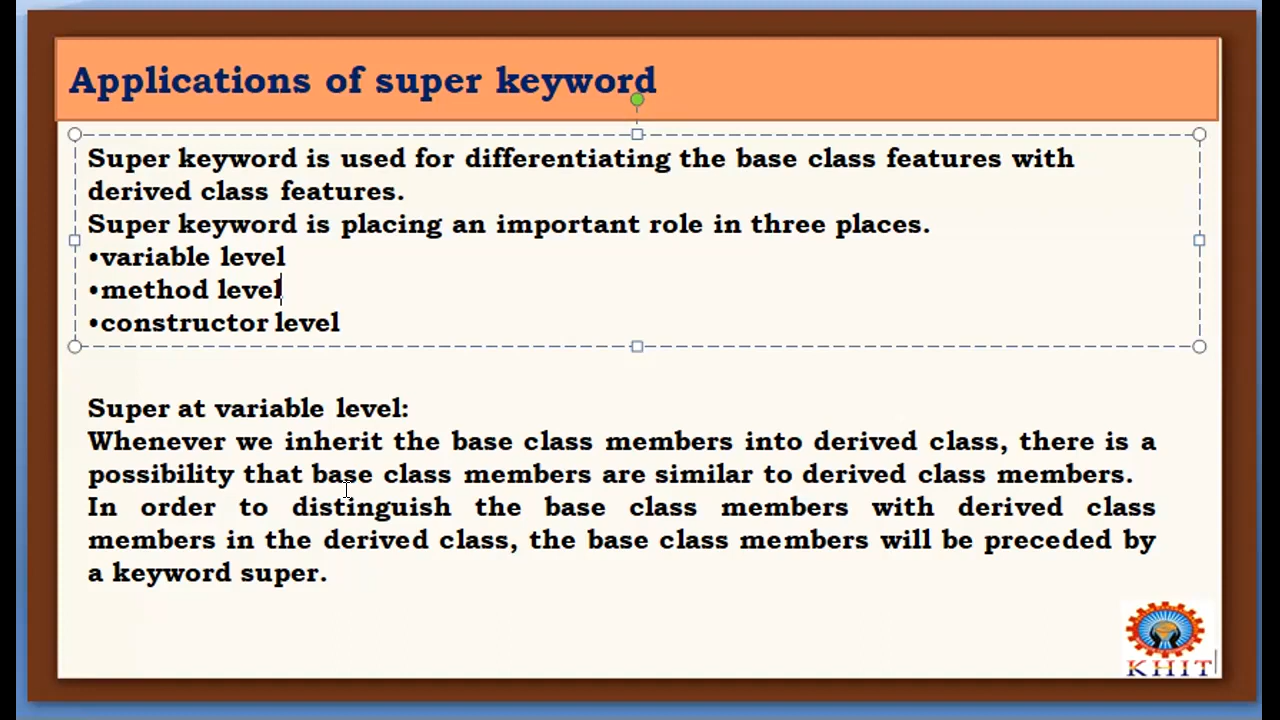 Applications of super keyword
Super keyword is used for differentiating the base class features with
derived class features.
Super keyword is placing an important role in three places.
•variable level
•method level
•constructor level
Super at variable level:
Whenever we inherit the base class members into derived class, there is a
possibility that base class members are similar to derived class members.
In order to distinguish the base class members with derived class
members in the derived class, the base class members will be preceded by
a keyword super.
KHIT